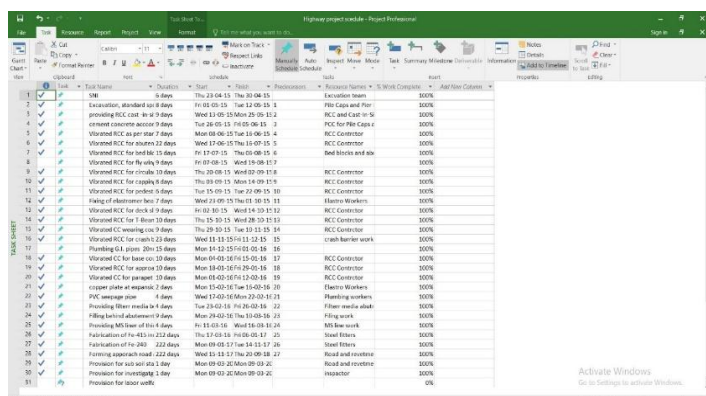 Task Sheet To... Highway project scedule - Project Professional
File Task Resource Report Project View Format Tell me what you want to do... Sign in
Gantt Chart Paste Cut Copy Format Painter Calibri 11 B I U Mark on Track Respect Links Inactivate Manually Schedule Auto Schedule Inspect Move Mode Task Summary Milestone Deliverable Information Notes Details Add to Timeline Scroll to Task Find Clear Fill
View Clipboard Font Schedule Tasks Insert Properties Editing
Task Task Name Duration Start Finish Predecessors Resource Names % Work Complete Add New Column
1 SNI 6 days Thu 23-04-15 Thu 30-04-15 Excvation team 100%
2 Excavation, standard spe 8 days Fri 01-05-15 Tue 12-05-15 1 Pile Caps and Pier 100%
3 providing RCC cast -in si 9 days Wed 13-05-15 Mon 25-05-15 2 RCC and Cast-in-Si 100%
4 cement concrete accor 9 days Tue 26-05-15 Fri 05-06-15 3 PCC for Pile Caps 100%
5 Vibrated RCC as per star 7 days Mon 08-06-15 Tue 16-06-15 4 RCC Contrctor 100%
6 Vibrated RCC for abuten 22 days Wed 17-06-15 Thu 16-07-15 5 RCC Contrctor 100%
7 Vibrated RCC for bed blc 15 days Fri 17-07-15 Thu 06-08-15 6 Bed blocks and 100%
8 Vibrated RCC for fly wing 9 days Fri 07-08-15 Wed 19-08-15 7 100%
9 Vibrated RCC for circula 10 days Thu 20-08-15 Wed 02-09-15 8 RCC Contrctor 100%
10 Vibrated RCC for capping 8 days Thu 03-09-15 Mon 14-09-15 9 RCC Contrctor 100%
11 Vibrated RCC for pedest 6 days Tue 15-09-15 Tue 22-09-15 10 RCC Contrctor 100%
12 Fixing of elastromer bea 7 days Wed 23-09-15 Thu 01-10-15 11 Elastro Workers 100%
13 Vibrated RCC for deck sl 9 days Fri 02-10-15 Wed 14-10-15 12 RCC Contrctor 100%
14 Vibrated RCC for T-Bean 10 days Thu 15-10-15 Wed 28-10-15 13 RCC Contrctor 100%
15 Vibrated CC wearing coz 9 days Thu 29-10-15 Tue 10-11-15 14 RCC Contrctor 100%
16 Vibrated RCC for crash b 23 days Wed 11-11-15 Fri 11-12-15 15 crash barrier work 100%
17 Plumbing G.I. pipes 20m 15 days Mon 14-12-15 Fri 01-01-16 16 100%
18 Vibrated CC for base co 10 days Mon 04-01-16 Fri 15-01-16 17 RCC Contrctor 100%
19 Vibrated RCC for approa 10 days Mon 18-01-16 Fri 29-01-16 18 RCC Contrctor 100%
20 Vibrated CC for parapet 10 days Mon 01-02-16 Fri 12-02-16 19 RCC Contrctor 100%
21 copper plate at expansic 2 days Mon 15-02-16 Tue 16-02-16 20 Elastro Workers 100%
22 PVC seepage pipe 4 days Wed 17-02-16 Mon 22-02-16 21 Plumbing workers 100%
23 Providing filtern media b 4 days Tue 23-02-16 Fri 26-02-16 22 Filter media abutn 100%
24 Filling behind abutement 9 days Mon 29-02-16 Thu 10-03-16 23 Filing work 100%
25 Providing MS liner of thi 4 days Fri 11-03-16 Wed 16-03-16 24 MS line work 100%
26 Fabrication of Fe-415 in 212 days Thu 17-03-16 Fri 06-01-17 25 Steel fitters 100%
27 Fabrication of Fe-240 222 days Mon 09-01-17 Tue 14-11-17 26 Steel fitters 100%
28 Forming apporach road 222 days Wed 15-11-17 Thu 20-09-18 27 Road and revetme 100%
29 Provision for sub soil sta 1 day Mon 09-03-20 Mon 09-03-20 Road and revetme 100%
30 Provision for investigatg 1 day Mon 09-03-20 Mon 09-03-20 inspactor 100%
31 Provision for labor welfa 0%
TASK SHEET
Activate Windows
Go to Settings to activate Windows.